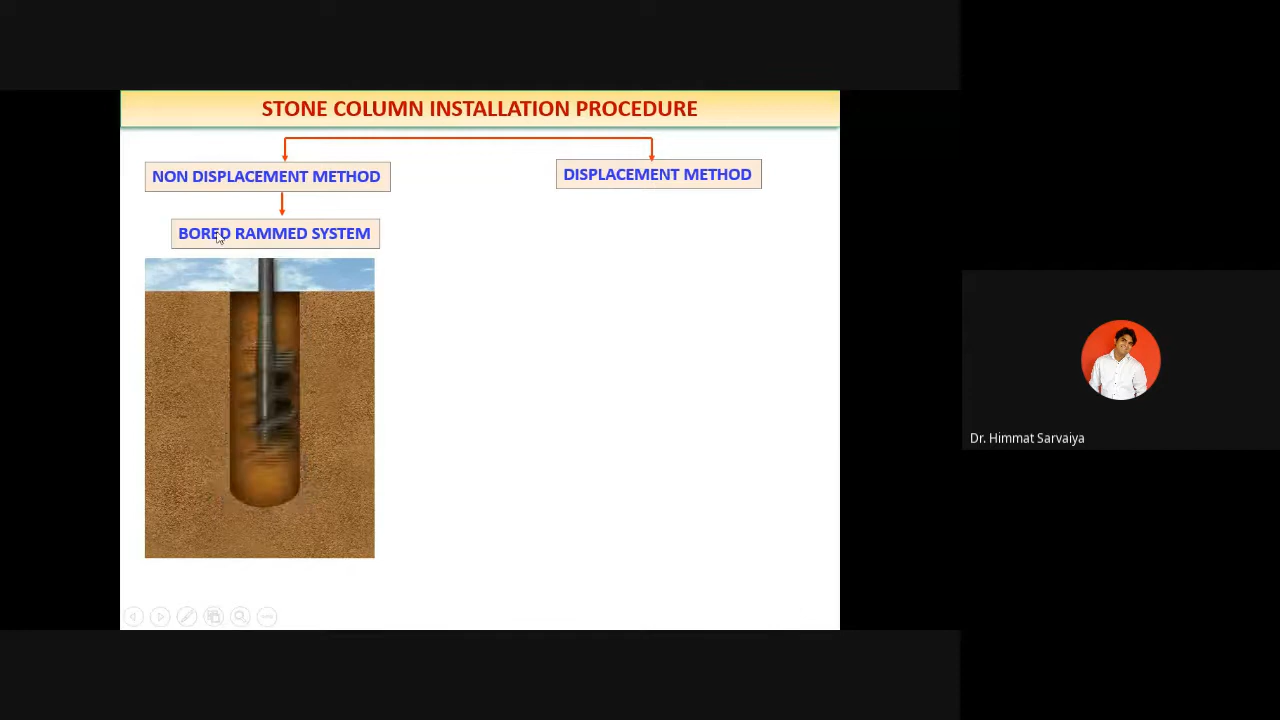 STONE COLUMN INSTALLATION PROCEDURE
NON DISPLACEMENT METHOD
DISPLACEMENT METHOD
BORED RAMMED SYSTEM
Dr. Himmat Sarvaiya